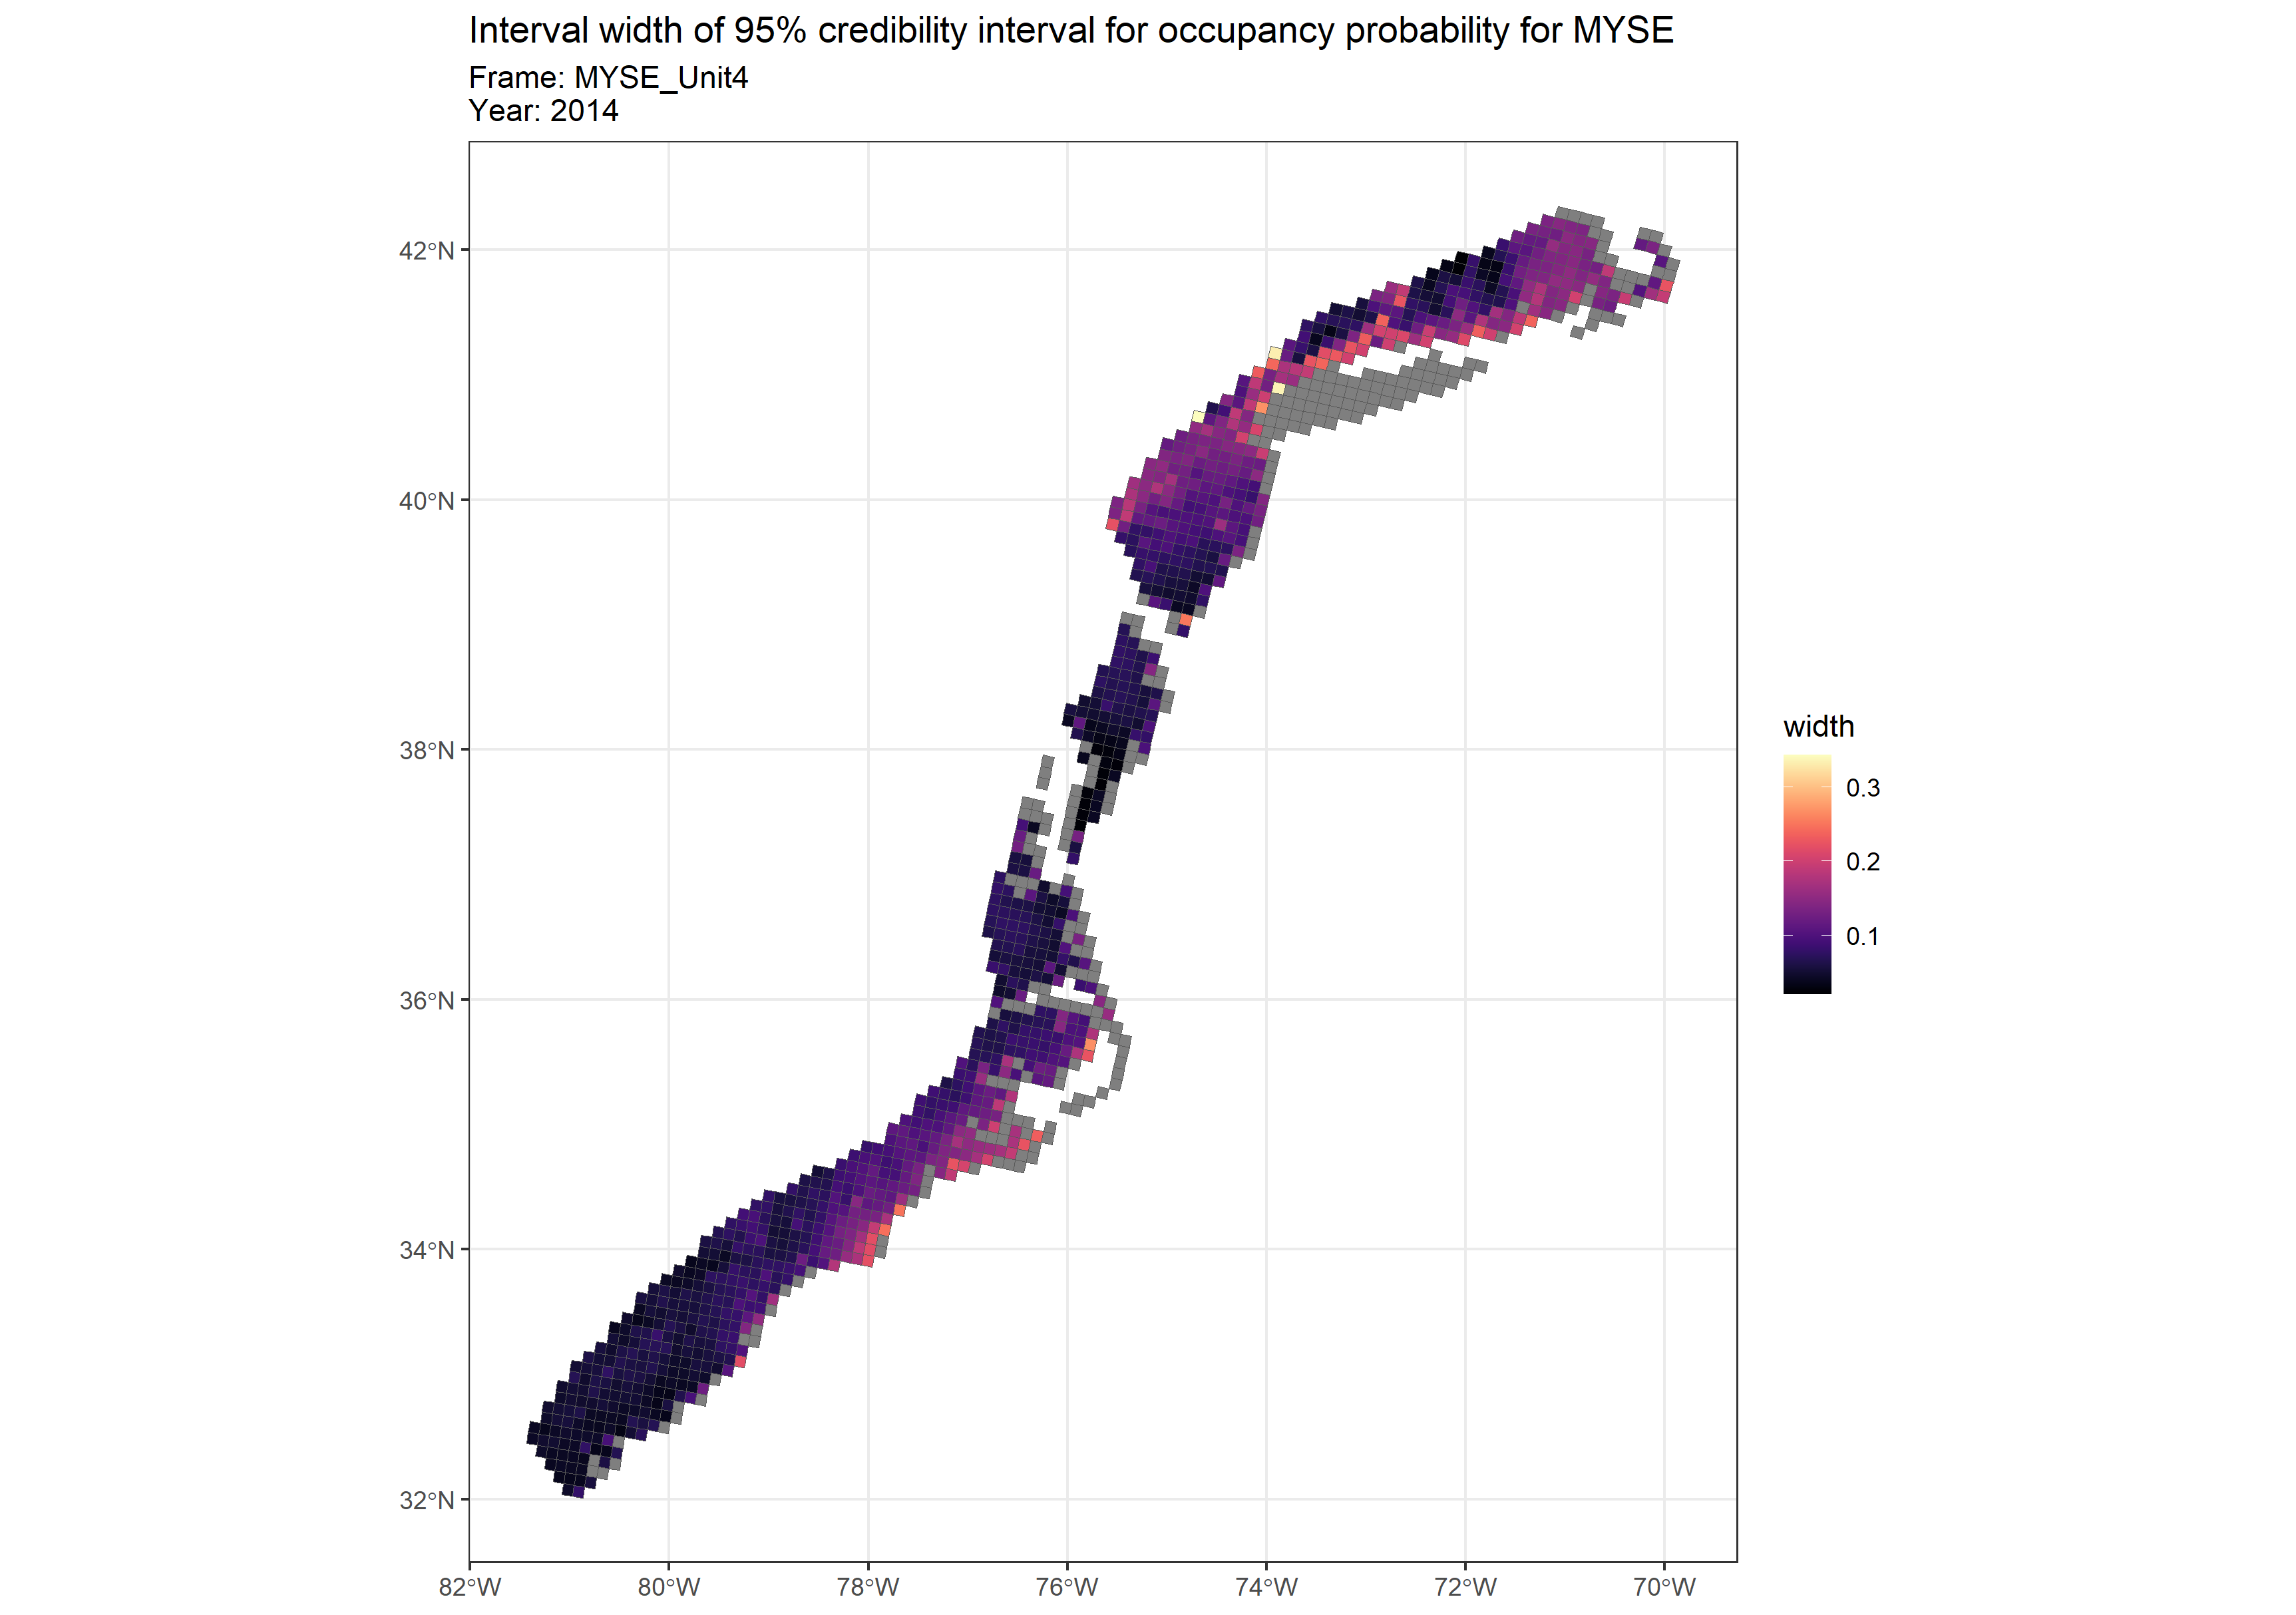 Interval width of 95% credibility interval for occupancy probability for MYSE
Frame: MYSE_Unit4
Year: 2014
42°N
40°N
38°N
36°N
34°N
32°N
82°W
80°W
78°W
76°W
74°W
72°W
70°W
width
0.3
0.2
0.1